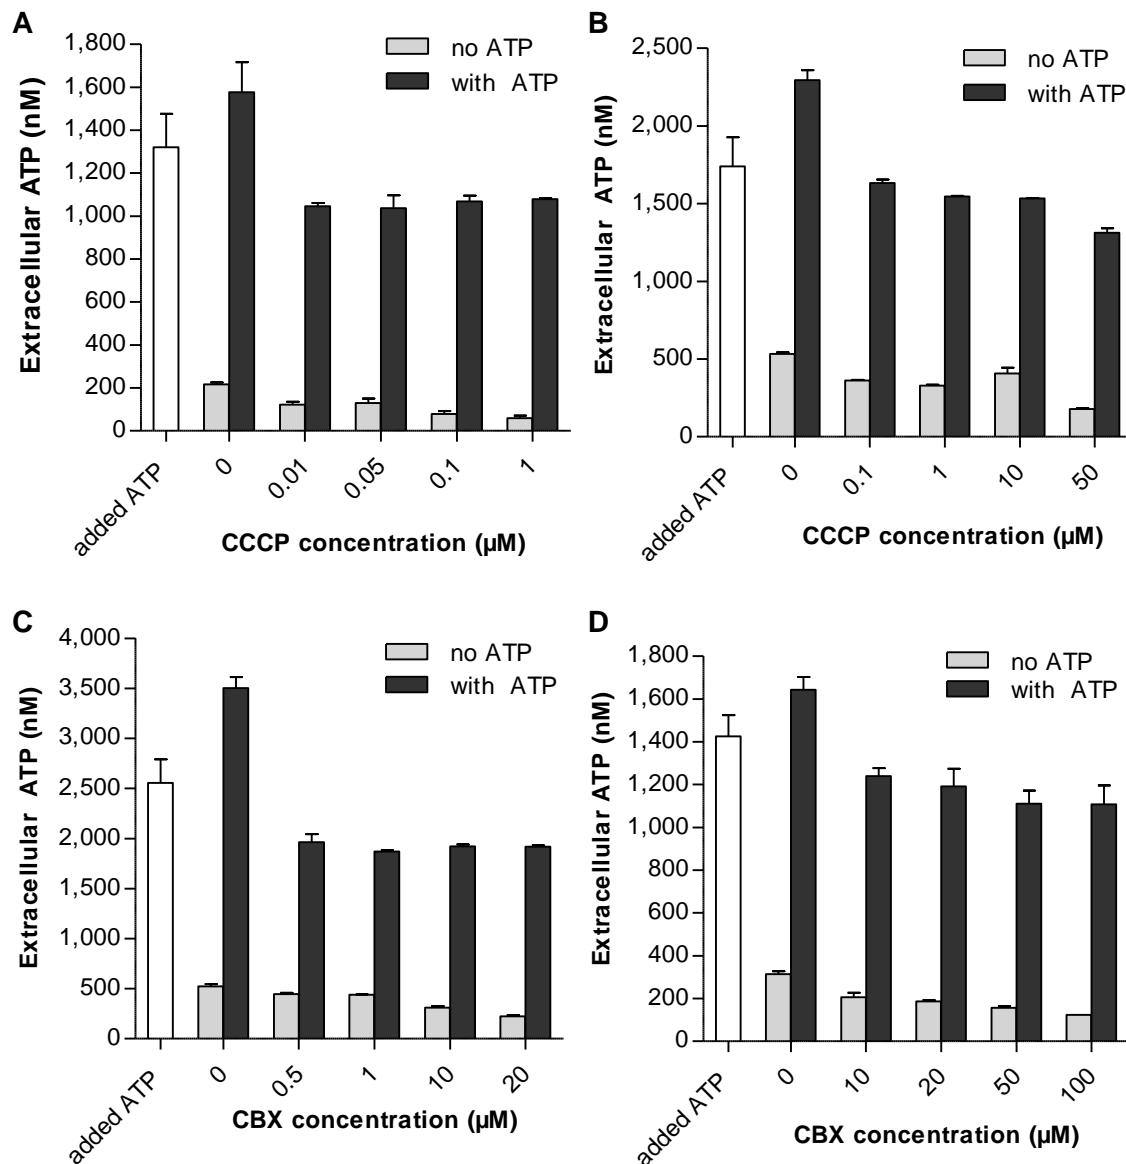 A
Extracellular ATP (nM)
1,800
1,600
1,400
1,200
1,000
800
600
400
200
0
no ATP
with ATP
added ATP
0
0.01
0.05
0.1
1
CCCP concentration (µM)
B
Extracellular ATP (nM)
2,500
2,000
1,500
1,000
500
0
no ATP
with ATP
added ATP
0
0.1
1
10
50
CCCP concentration (µM)
C
Extracellular ATP (nM)
4,000
3,500
3,000
2,500
2,000
1,500
1,000
500
0
no ATP
with ATP
added ATP
0
0.5
1
10
20
CBX concentration (µM)
D
Extracellular ATP (nM)
1,800
1,600
1,400
1,200
1,000
800
600
400
200
0
no ATP
with ATP
added ATP
0
10
20
50
100
CBX concentration (µM)